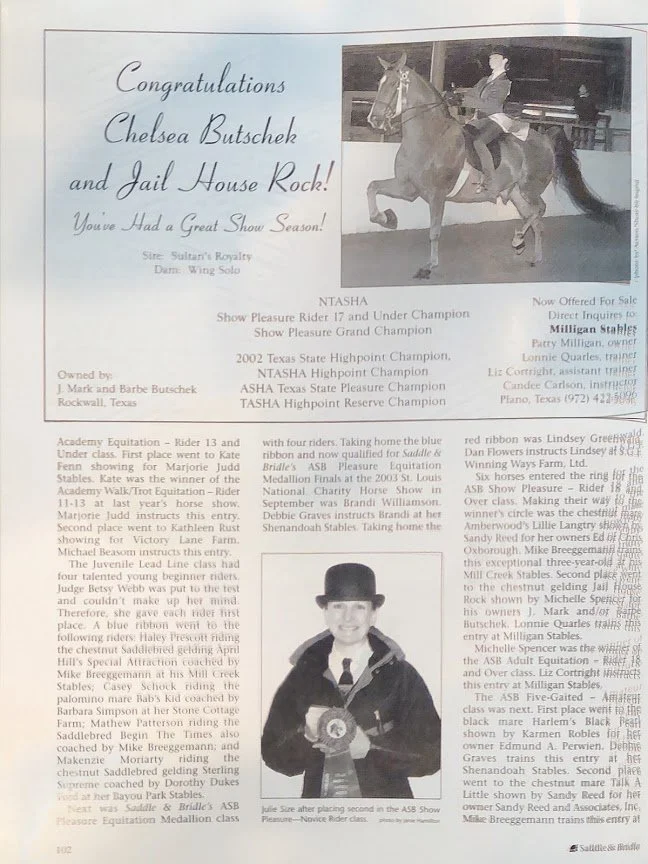 Congratulations
Chelsea Butschek
and Jail House Rock!
You've Had a Great Show Season!
Sire: Sultan's Royalty
Dam: Wing Solo
NTASHA
Show Pleasure Rider 17 and Under Champion
Show Pleasure Grand Champion
2002 Texas State Highpoint Champion,
NTASHA Highpoint Champion
ASHA Texas State Pleasure Champion
TASHA Highpoint Reserve Champion
Owned by:
J. Mark and Barbe Butschek
Rockwall, Texas
Now Offered For Sale
Direct Inquires to:
Milligan Stables
Patty Milligan, owner
Lonnie Quarles, trainer
Liz Cortright, assistant trainer
Candee Carlson, instructor
Plano, Texas (972)
Academy Equitation – Rider 13 and
Under class. First place went to Kate
Fenn showing for Marjorie Judd
Stables. Kate was the winner of the
Academy Walk/Trot Equitation – Rider
11-13 at last year's horse show.
Marjorie Judd instructs this entry.
Second place went to Kathleen Rust
showing for Victory Lane Farm.
Michael Beasom instructs this entry.
The Juvenile Lead Line class had
four talented young beginner riders.
Judge Betsy Webb was put to the test
and couldn't make up her mind.
Therefore, she gave each rider first
place. A blue ribbon went to the
following riders: Haley Prescott riding
the chestnut Saddlebred gelding April
Hill's Special Attraction coached by
Mike Breeggemann at his Mill Creek
Stables; Casey Schock riding the
palomino mare Bab's Kid coached by
Barbara Simpson at her Stone Cottage
Farm; Mathew Patterson riding the
Saddlebred Begin The Times also
coached by Mike Breeggemann; and
Makenzie Moriarty riding the
chestnut Saddlebred gelding Sterling
Supreme coached by Dorothy Dukes
Ford at her Bayou Park Stables.
Next was Saddle & Bridle's ASB
Pleasure Equitation Medallion class
with four riders. Taking home the blue
ribbon and now qualified for Saddle &
Bridle's ASB Pleasure Equitation
Medallion Finals at the 2003 St. Louis
National Charity Horse Show in
September was Brandi Williamson.
Debbie Graves instructs Brandi at her
Shenandoah Stables. Taking home the
Julie Size after placing second in the ASB Show
Pleasure—Novice Rider class. photo by Janie Hamilton
red ribbon was Lindsey Greenwald.
Dan Flowers instructs Lindsey at S.G.F.
Winning Ways Farm, Ltd.
Six horses entered the ring for the
ASB Show Pleasure – Rider 18 and
Over class. Making their way to the
winner's circle was the chestnut mare
Amberwood's Lillie Langtry shown by
Sandy Reed for her owners Ed of Chris
Oxborough. Mike Breeggemann trains
this exceptional three-year-old at his
Mill Creek Stables. Second place went
to the chestnut gelding Jail House
Rock shown by Michelle Spencer for
his owners J. Mark and/or Barbe
Butschek. Lonnie Quarles trains this
entry at Milligan Stables.
Michelle Spencer was the winner of
the ASB Adult Equitation – Rider 18
and Over class. Liz Cortright instructs
this entry at Milligan Stables.
The ASB Five-Gaited – Amateur
class was next. First place went to the
black mare Harlem's Black Pearl
shown by Karmen Robles for her
owner Edmund A. Perwien. Debbie
Graves trains this entry at her
Shenandoah Stables. Second place
went to the chestnut mare Talk A
Little shown by Sandy Reed for her
owner Sandy Reed and Associates, Inc.
Mike Breeggemann trains this entry at
102
Saddle & Bridle